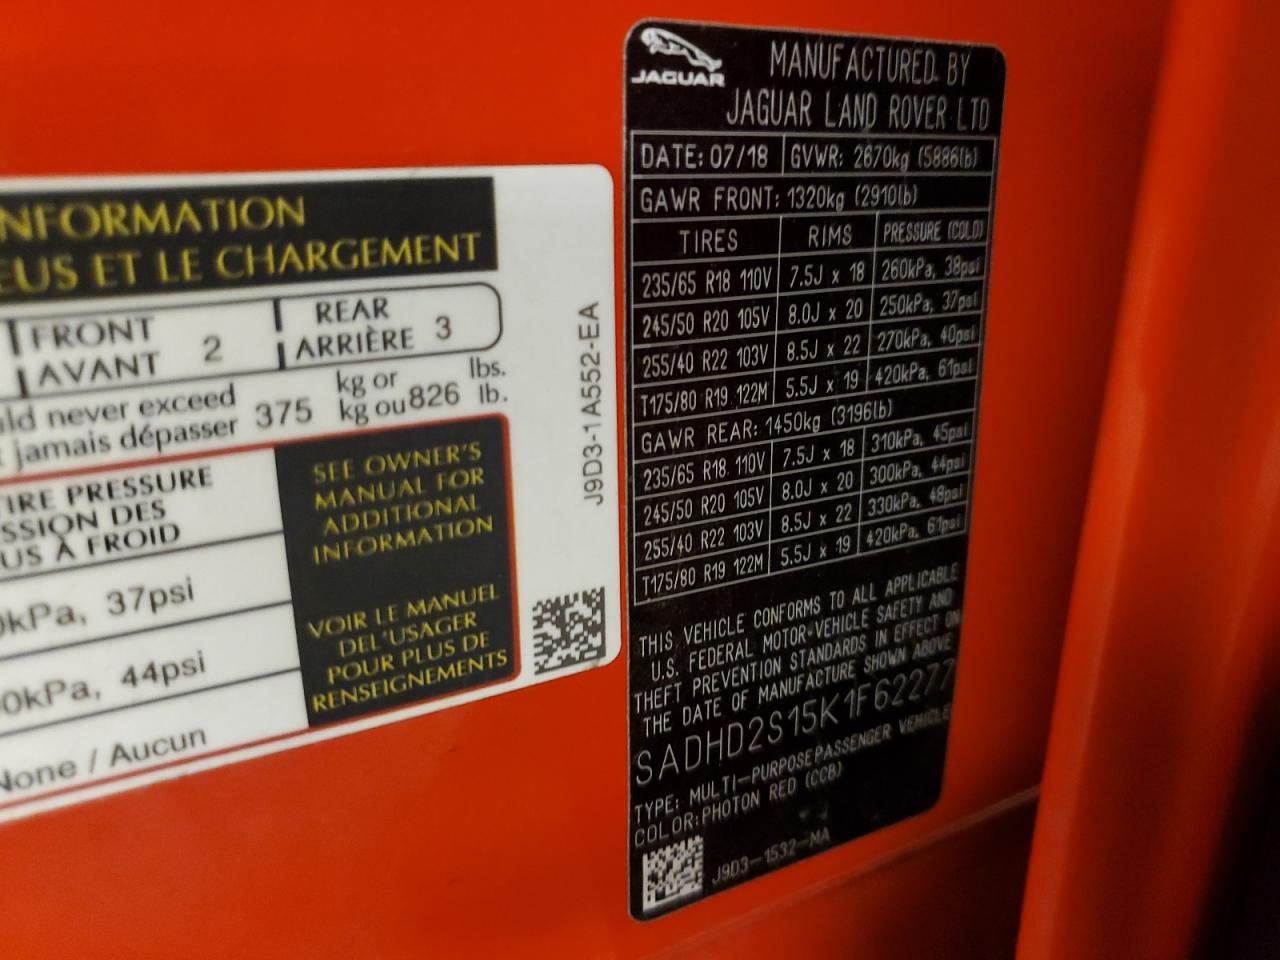 NFORMATION
EUS ET LE CHARGEMENT
FRONT
AVANT 2
REAR
ARRIÈRE 3
never exceed 375 kg or 826 lbs.
jamais dépasser kg ou lb.
TIRE PRESSURE
SSION DES
US À FROID
0kPa, 37psi
0kPa, 44psi
None / Aucun
SEE OWNER'S
MANUAL FOR
ADDITIONAL
INFORMATION
VOIR LE MANUEL
DEL'USAGER
POUR PLUS DE
RENSEIGNEMENTS
J9D3-1A552-EA
JAGUAR
MANUFACTURED BY
JAGUAR LAND ROVER LTD
DATE: 07/18 GVWR: 2670kg (5886lb)
GAWR FRONT: 1320kg (2910lb)
TIRES RIMS PRESSURE (COLD)
235/65 R18 110V 7.5J x 18 260kPa, 38psi
245/50 R20 105V 8.0J x 20 250kPa, 37psi
255/40 R22 103V 8.5J x 22 270kPa, 40psi
T175/80 R19 122M 5.5J x 19 420kPa, 61psi
GAWR REAR: 1450kg (3196lb)
235/65 R18 110V 7.5J x 18 310kPa, 45psi
245/50 R20 105V 8.0J x 20 300kPa, 44psi
255/40 R22 103V 8.5J x 22 330kPa, 48psi
T175/80 R19 122M 5.5J x 19 420kPa, 61psi
THIS VEHICLE CONFORMS TO ALL APPLICABLE
U.S. FEDERAL MOTOR-VEHICLE SAFETY AND
THEFT PREVENTION STANDARDS IN EFFECT ON
THE DATE OF MANUFACTURE SHOWN ABOVE
SADHD2S15K1F62277
TYPE: MULTI-PURPOSE PASSENGER VEHICLE
COLOR: PHOTON RED (CCB)
J9D3-1532-MA